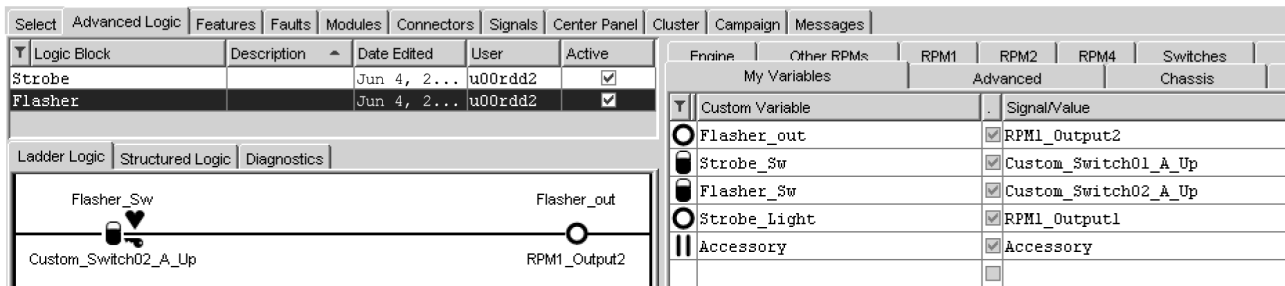 Select Advanced Logic Features Faults Modules Connectors Signals Center Panel Cluster Campaign Messages
Logic Block Description Date Edited User Active
Strobe Jun 4, 2... u00rdd2
Flasher Jun 4, 2... u00rdd2
Ladder Logic Structured Logic Diagnostics
Flasher_Sw Flasher_out
Custom_Switch02_A_Up RPM1_Output2
Engine Other RPMs RPM1 RPM2 RPM4 Switches
My Variables Advanced Chassis
Custom Variable . Signal/Value
Flasher_out RPM1_Output2
Strobe_Sw Custom_Switch01_A_Up
Flasher_Sw Custom_Switch02_A_Up
Strobe_Light RPM1_Output1
Accessory Accessory